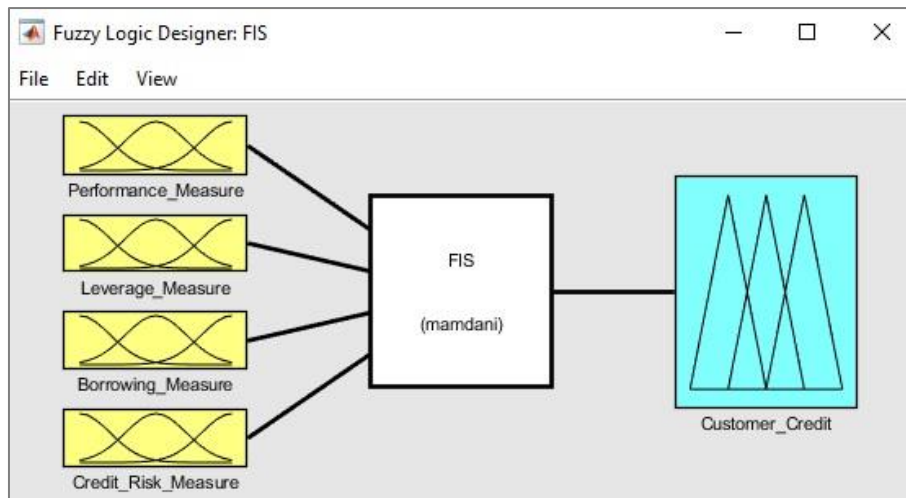 Fuzzy Logic Designer: FIS
File Edit View
Performance_Measure
Leverage_Measure
Borrowing_Measure
Credit_Risk_Measure
FIS
(mamdani)
Customer_Credit